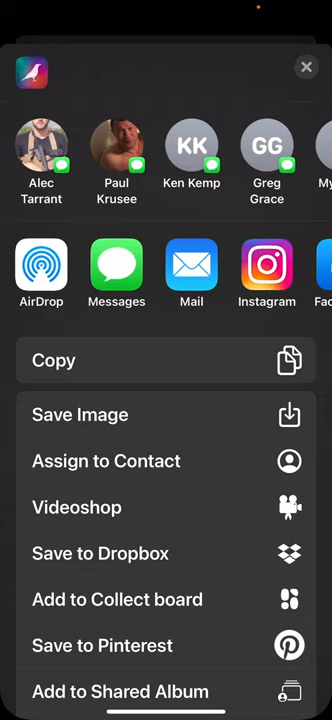 Alec
Tarrant
Paul
Krusee
KK
Ken Kemp
GG
Greg
Grace
My
AirDrop
Messages
Mail
Instagram
Fac
Copy
Save Image
Assign to Contact
Videoshop
Save to Dropbox
Add to Collect board
Save to Pinterest
Add to Shared Album